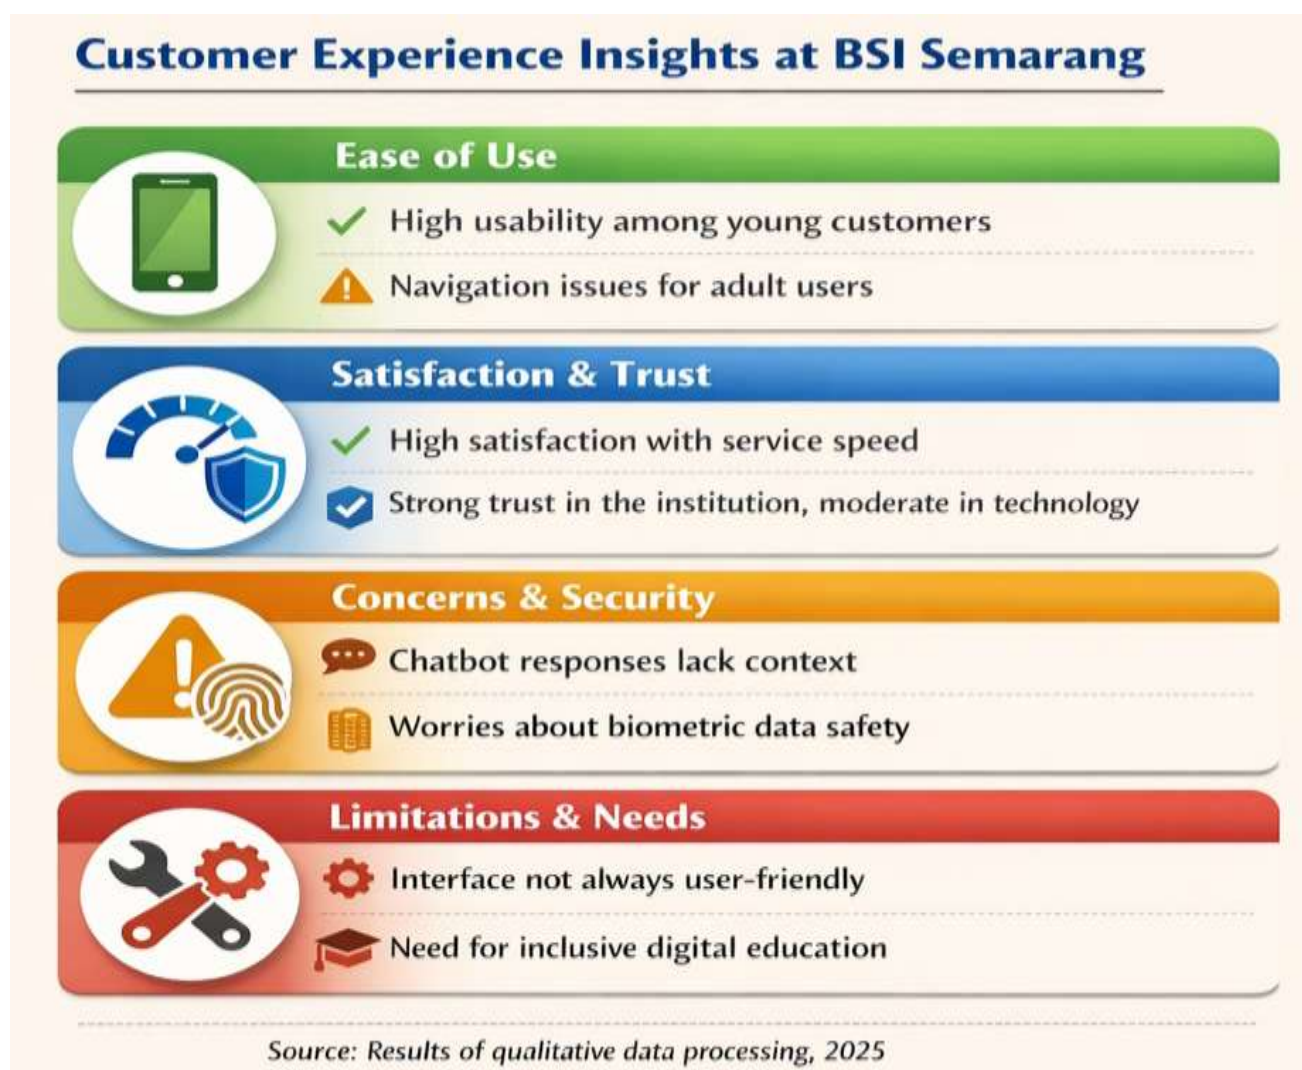 Customer Experience Insights at BSI Semarang
Ease of Use
High usability among young customers
Navigation issues for adult users
Satisfaction & Trust
High satisfaction with service speed
Strong trust in the institution, moderate in technology
Concerns & Security
Chatbot responses lack context
Worries about biometric data safety
Limitations & Needs
Interface not always user-friendly
Need for inclusive digital education
Source: Results of qualitative data processing, 2025